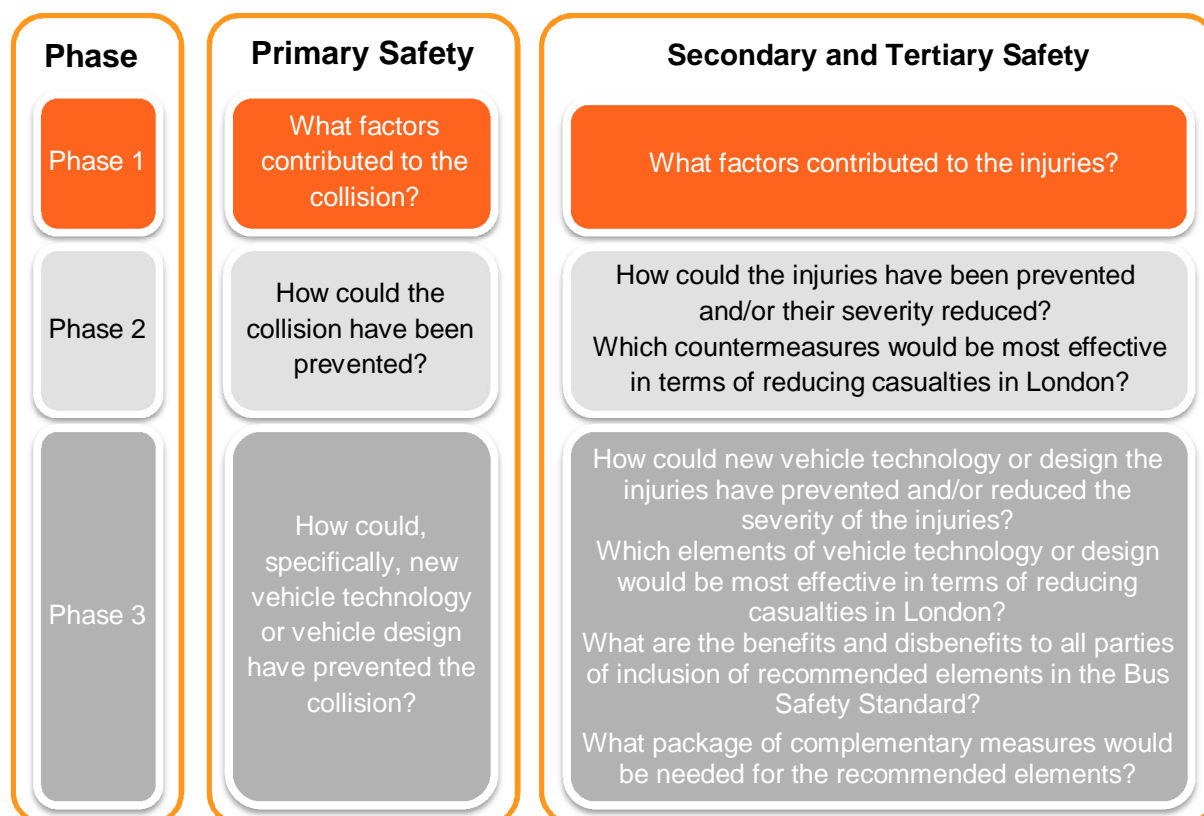 Phase
Primary Safety
Secondary and Tertiary Safety
Phase 1
What factors
contributed to the
collision?
What factors contributed to the injuries?
Phase 2
How could the
collision have been
prevented?
How could the injuries have been prevented
and/or their severity reduced?
Which countermeasures would be most effective
in terms of reducing casualties in London?
Phase 3
How could,
specifically, new
vehicle technology
or vehicle design
have prevented the
collision?
How could new vehicle technology or design the
injuries have prevented and/or reduced the
severity of the injuries?
Which elements of vehicle technology or design
would be most effective in terms of reducing
casualties in London?
What are the benefits and disbenefits to all parties
of inclusion of recommended elements in the Bus
Safety Standard?
What package of complementary measures would
be needed for the recommended elements?